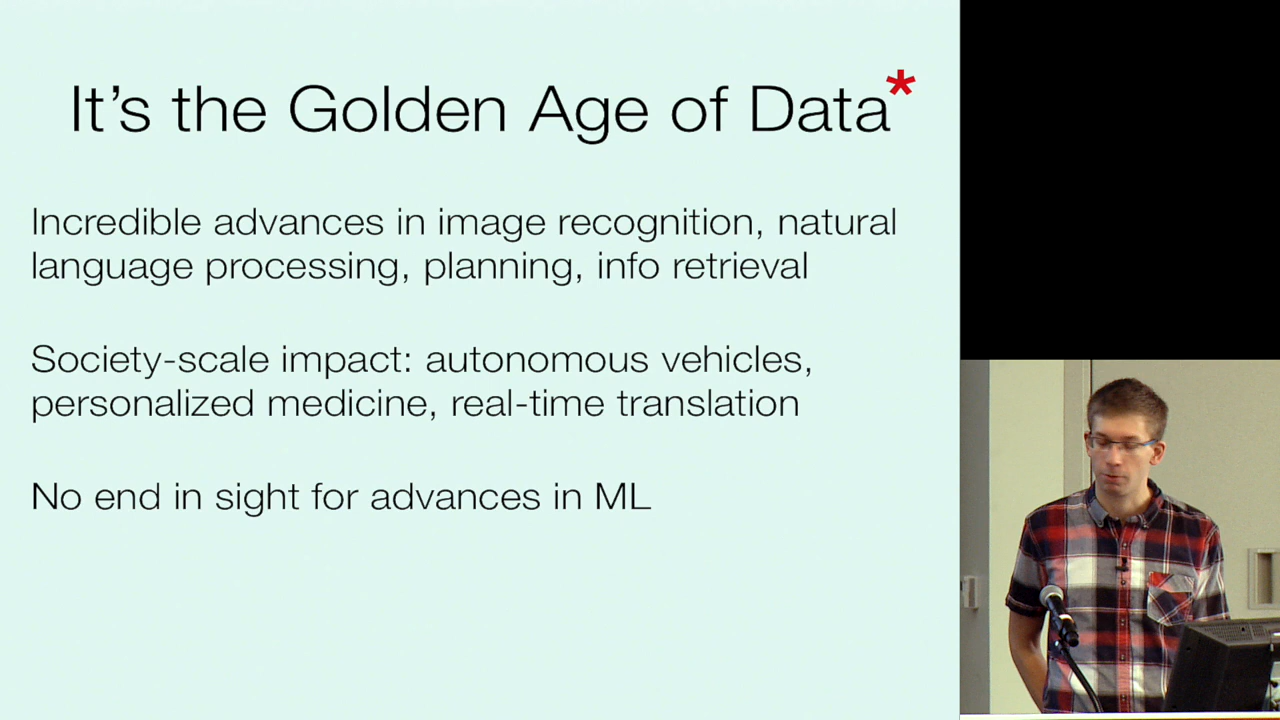 It's the Golden Age of Data*
Incredible advances in image recognition, natural
language processing, planning, info retrieval
Society-scale impact: autonomous vehicles,
personalized medicine, real-time translation
No end in sight for advances in ML